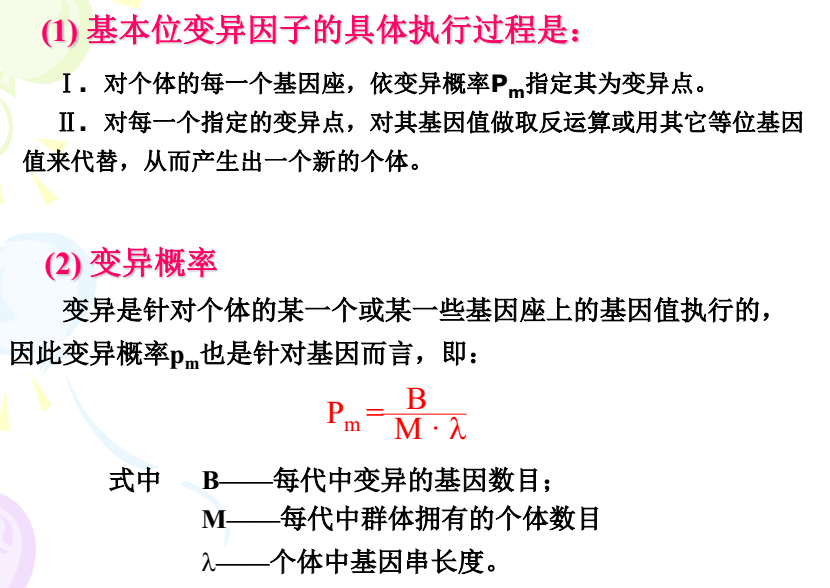 (1) 基本位变异因子的具体执行过程是：
Ⅰ. 对个体的每一个基因座，依变异概率Pm指定其为变异点。
Ⅱ. 对每一个指定的变异点，对其基因值做取反运算或用其它等位基因
值来代替，从而产生出一个新的个体。
(2) 变异概率
变异是针对个体的某一个或某一些基因座上的基因值执行的，
因此变异概率pm也是针对基因而言，即：
B
Pm =
M · λ
式中 B——每代中变异的基因数目；
M——每代中群体拥有的个体数目
λ——个体中基因串长度。